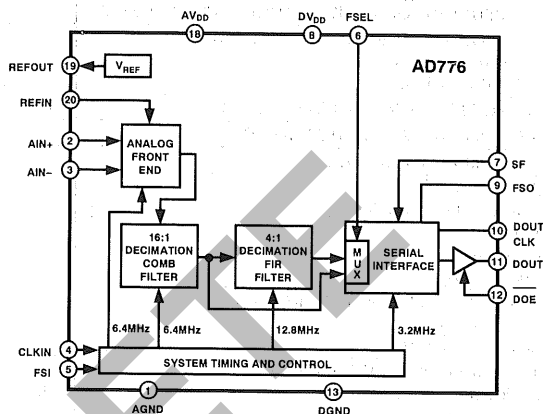 AVDD
DVDD
FSEL
18
8
6
REFOUT
19
VREF
AD776
REFIN
20
AIN+
2
AIN−
3
ANALOG
FRONT
END
7
SF
9
FSO
10
DOUT
CLK
11
DOUT
12
DOE
16:1
DECIMATION
COMB
FILTER
4:1
DECIMATION
FIR
FILTER
MUX
SERIAL
INTERFACE
6.4MHz
6.4MHz
12.8MHz
3.2MHz
CLKIN
4
FSI
5
SYSTEM TIMING AND CONTROL
1
AGND
13
DGND
ETE